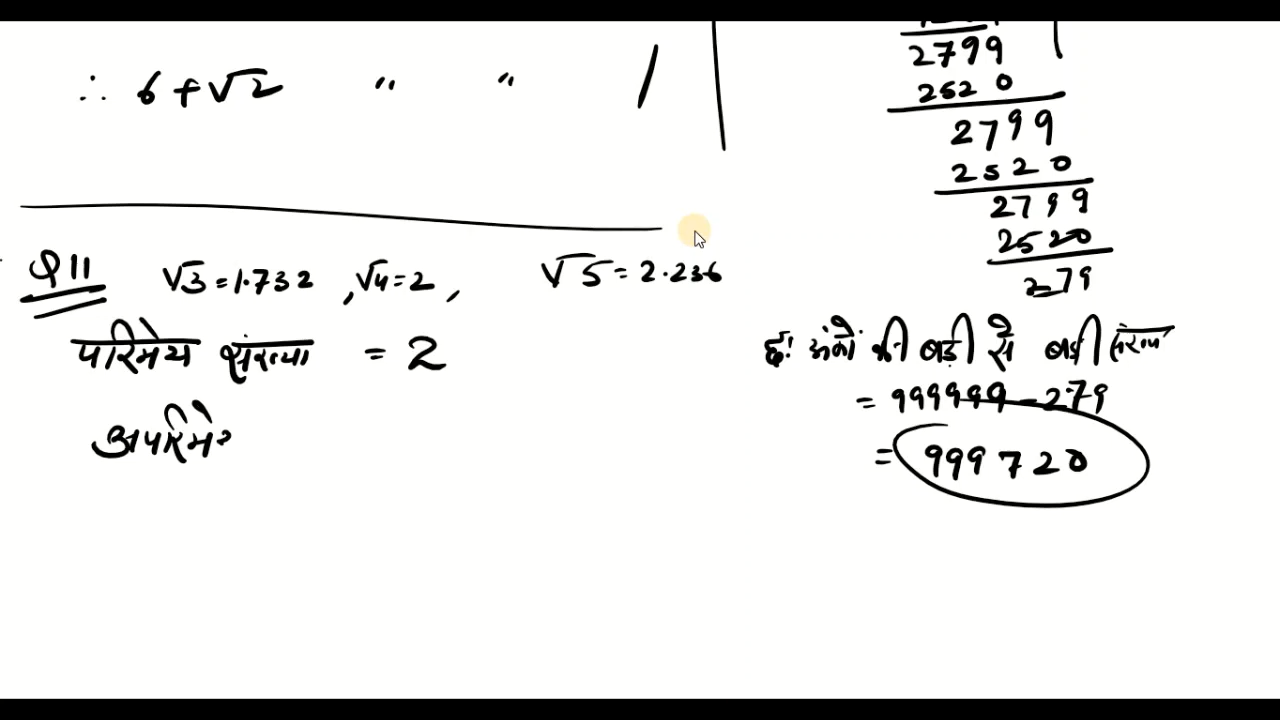 ∴ 6+√2 " "
Q11 √3=1.732 , √4=2 , √5=2.236
परिमेय संख्या = 2
अपरिमे
2799
2520
2799
2520
2799
2520
279
छः अंको की बड़ी से बड़ी संख्या
= 999999-279
= 999720